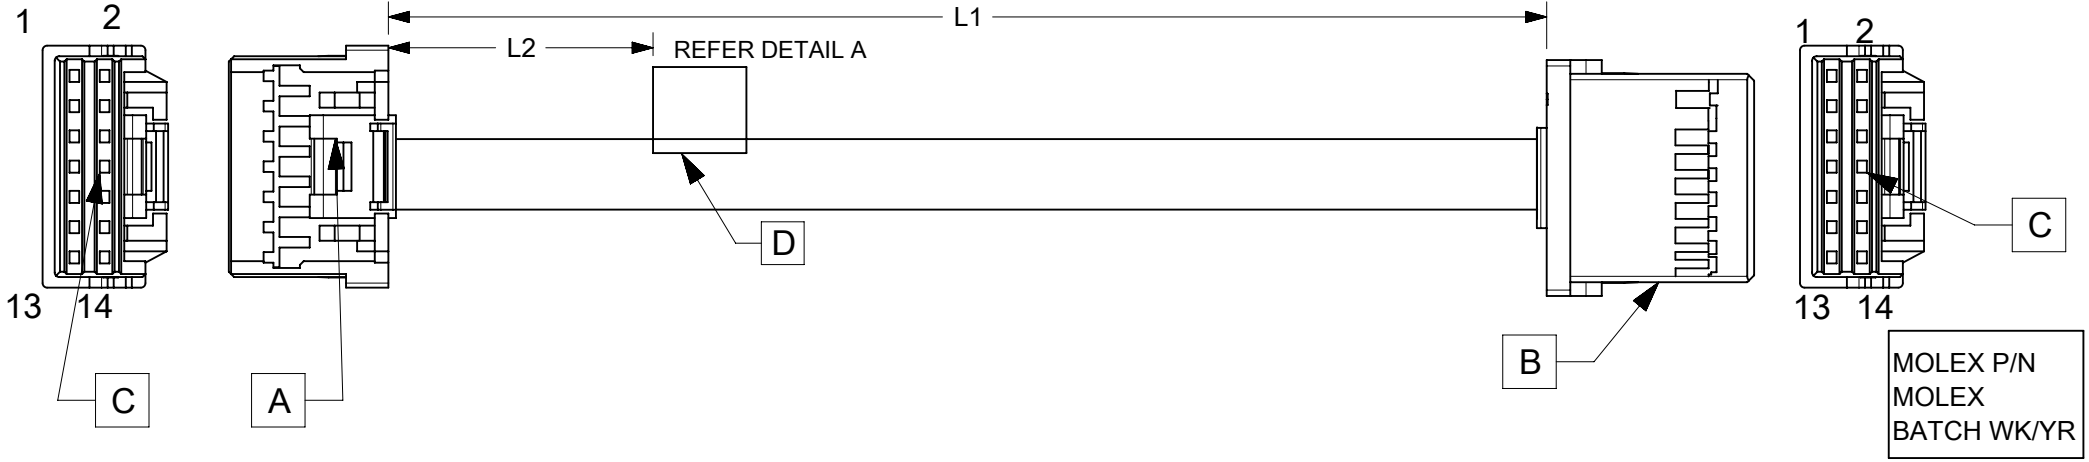 1 2
L1
1 2
L2
REFER DETAIL A
D
C
13 14
13 14
B
C
A
MOLEX P/N
MOLEX
BATCH WK/YR